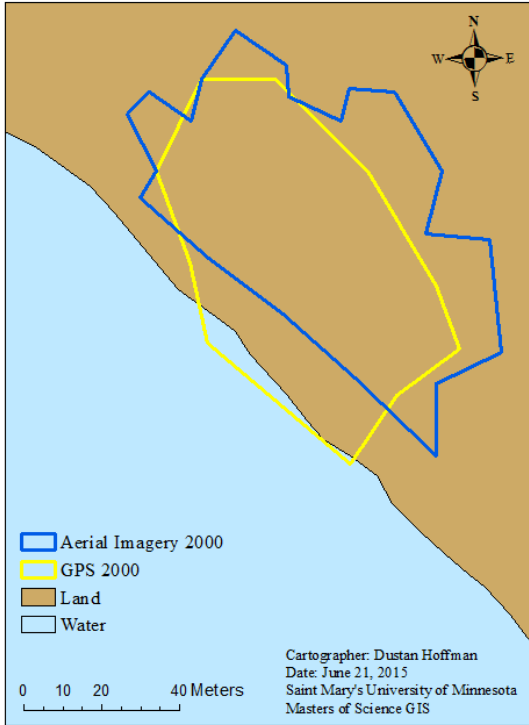 N
W E
S
Aerial Imagery 2000
GPS 2000
Land
Water
0 10 20 40 Meters
Cartographer: Dustan Hoffman
Date: June 21, 2015
Saint Mary's University of Minnesota
Masters of Science GIS